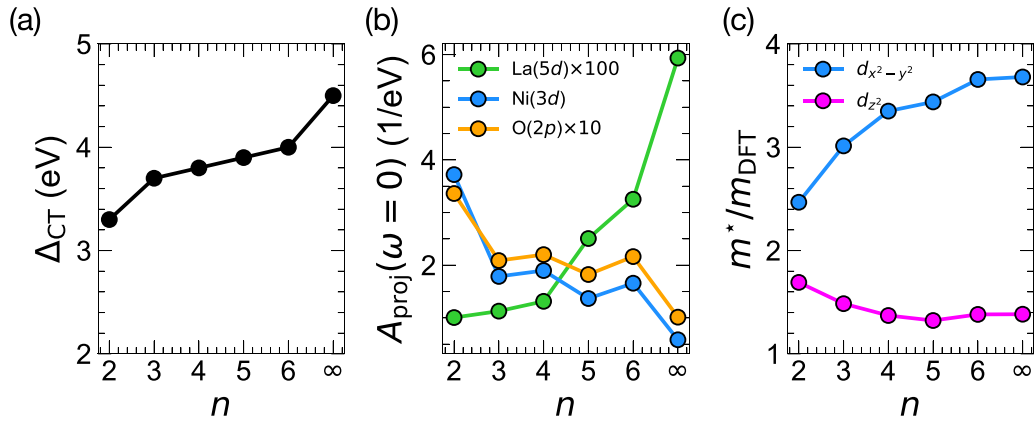 (a)
Δ_CT (eV)
5
4
3
2
2 3 4 5 6 ∞
n
(b)
A_proj(ω = 0) (1/eV)
6
4
2
La(5d)×100
Ni(3d)
O(2p)×10
2 3 4 5 6 ∞
n
(c)
m*/m_DFT
4
3
2
1
d_{x²−y²}
d_{z²}
2 3 4 5 6 ∞
n